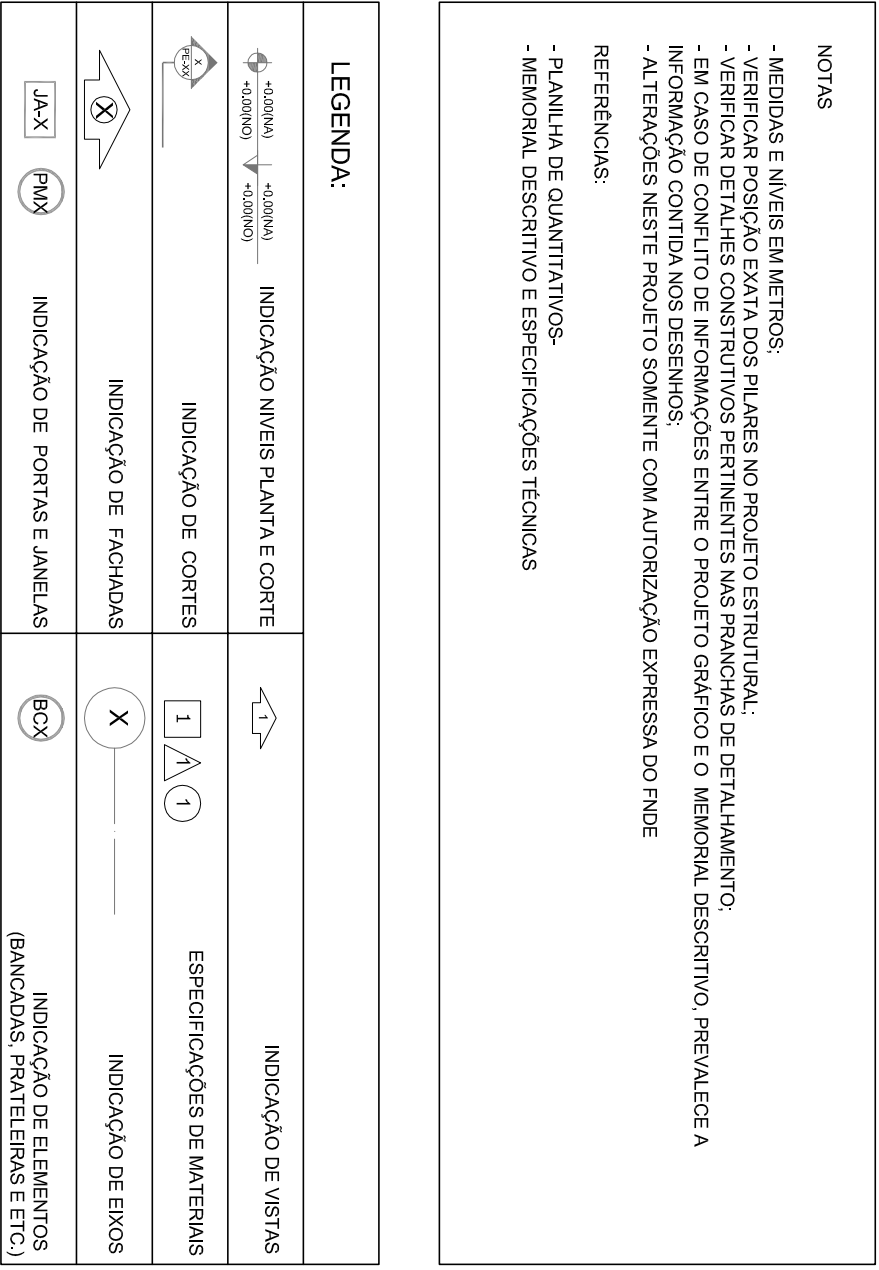 NOTAS
- MEDIDAS E NÍVEIS EM METROS;
- VERIFICAR POSIÇÃO EXATA DOS PILARES NO PROJETO ESTRUTURAL;
- VERIFICAR DETALHES CONSTRUTIVOS PERTINENTES NAS PRANCHAS DE DETALHAMENTO;
- EM CASO DE CONFLITO DE INFORMAÇÕES ENTRE O PROJETO GRÁFICO E O MEMORIAL DESCRITIVO, PREVALECE A
INFORMAÇÃO CONTIDA NOS DESENHOS;
- ALTERAÇÕES NESTE PROJETO SOMENTE COM AUTORIZAÇÃO EXPRESSA DO FNDE
REFERÊNCIAS:
- PLANILHA DE QUANTITATIVOS-
- MEMORIAL DESCRITIVO E ESPECIFICAÇÕES TÉCNICAS
LEGENDA:
+0.00(NA) +0.00(NA)
+0.00(NO) +0.00(NO)
INDICAÇÃO NIVEIS PLANTA E CORTE
1
INDICAÇÃO DE VISTAS
X
PE-XX
INDICAÇÃO DE CORTES
1 1 1
ESPECIFICAÇÕES DE MATERIAIS
X
INDICAÇÃO DE FACHADAS
X
INDICAÇÃO DE EIXOS
JA-X PMX
INDICAÇÃO DE PORTAS E JANELAS
BCX
INDICAÇÃO DE ELEMENTOS
(BANCADAS, PRATELEIRAS E ETC.)